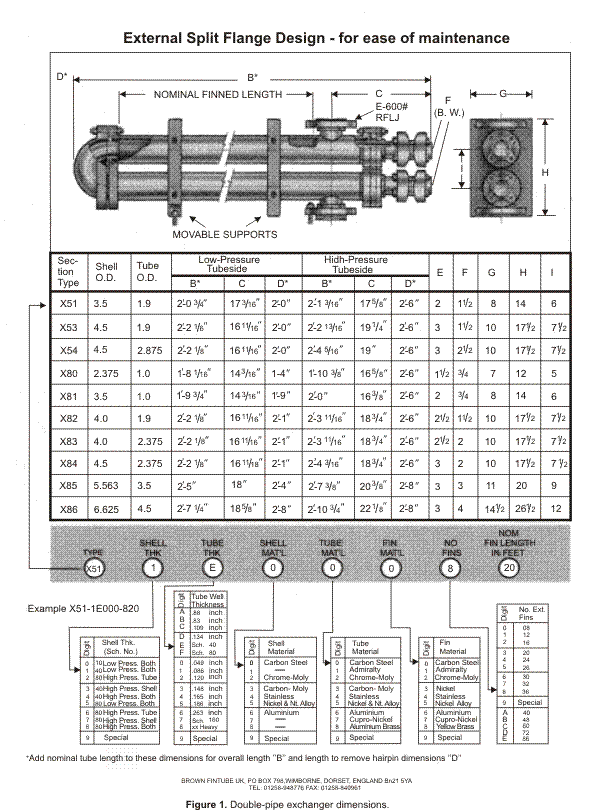 External Split Flange Design - for ease of maintenance
D* B*
NOMINAL FINNED LENGTH C
E-600#
RFLJ
F
(B. W.)
G
H
I
MOVABLE SUPPORTS
Sec-tion Type Shell O.D. Tube O.D. Low-Pressure Tubeside B* C D* Hihh-Pressure Tubeside B* C D* E F G H I
X51 3.5 1.9 2'-0 3/4" 17 3/16" 2'-0" 2'-1 3/16" 17 5/8" 2'-6" 2 1 1/2 8 14 6
X53 4.5 1.9 2'-2 1/8" 16 11/16" 2'-0" 2'-2 13/16" 19 1/4" 2'-6" 3 1 1/2 10 17 1/2 7 1/2
X54 4.5 2.875 2'-2 1/8" 16 11/16" 2'-0" 2'-4 5/16" 19" 2'-6" 3 2 1/2 10 17 1/2 7 1/2
X80 2.375 1.0 1'-8 1/16" 14 3/16" 1-4" 1'-10 3/8" 16 5/8" 2'-6" 1 1/2 3/4 7 12 5
X81 3.5 1.0 1'-9 3/4" 14 3/16" 1'-9" 2'-0" 16 3/8" 2'-6" 2 3/4 8 14 6
X82 4.0 1.9 2'-2 1/8" 16 11/16" 2'-1" 2'-3 11/16" 18 3/4" 2'-6" 2 1/2 1 1/2 10 17 1/2 7 1/2
X83 4.0 2.375 2'-2 1/8" 16 11/16" 2'-1" 2'-3 11/16" 18 3/4" 2'-6" 2 1/2 2 10 17 1/2 7 1/2
X84 4.5 2.375 2'-2 1/8" 16 11/18" 2'-1" 2'-4 3/16" 18 3/4" 2'-6" 3 2 10 17 1/2 7 1/2
X85 5.563 3.5 2'-5" 18" 2'-4" 2'-7 3/8" 20 3/8" 2'-8" 3 3 11 20 9
X86 6.625 4.5 2'-7 1/4" 18 5/8" 2'-8" 2'-10 3/4" 22 1/8" 2'-8" 3 4 14 1/2 26 1/2 12
TYPE SHELL THK TUBE THK SHELL MAT'L TUBE MAT'L FIN MAT'L NO FINS NOM FIN LENGTH IN FEET
X51 1 E 0 0 0 8 20
Example X51-1E000-820
Digit Shell Thk. (Sch. No.)
0 10 Low Press. Both
1 40 Low Press. Both
2 80 High Press. Tube
3 40 High Press. Shell
4 40 High Press. Both
5 80 Low Press. Both
6 80 High Press. Tube
7 80 High Press. Shell
8 80 High Press. Both
9 Special
Digit Tube Well Thickness
A .88 inch
B .83 inch
C .109 inch
D .134 inch
E Sch. 40
F Sch. 80
0 .049 inch
1 .086 inch
2 .120 inch
3 .148 inch
4 .165 inch
5 .186 inch
6 .263 inch
7 Sch. 160
8 xx Heavy
9 Special
Digit Shell Material
0 Carbon Steel
1 —
2 Chrome-Moly
3 Carbon- Moly
4 Stainless
5 Nickel & Nt. Alloy
6 Aluminium
7 —
8 —
9 Special
Digit Tube Material
0 Carbon Steel
1 Admiralty
2 Chrome-Moly
3 Carbon-Moly
4 Stainless
5 Nickel & Nt. Alloy
6 Aluminium
7 Cupro-Nickel
8 Aluminium Brass
9 Special
Digit Fin Material
0 Carbon Steel
1 Admiralty
2 Chrome-Moly
3 Nickel
4 Stainless
5 Nickel Alloy
6 Aluminium
7 Cupro-Nickel
8 Yellow Brass
9 Special
Digit No. Ext. Fins
0 08
1 12
2 16
3 20
4 24
5 26
6 30
7 32
8 36
9 Special
A 40
B 48
C 60
D 72
E 56
*Add nominal tube length to these dimensions for overall length "B" and length to remove hairpin dimensions "D"
BROWN FINTUBE UK, PO BOX 798,WIMBORNE, DORSET, ENGLAND Bn21 5YA
TEL: 01258-948776 FAX: 01258-840961
Figure 1. Double-pipe exchanger dimensions.